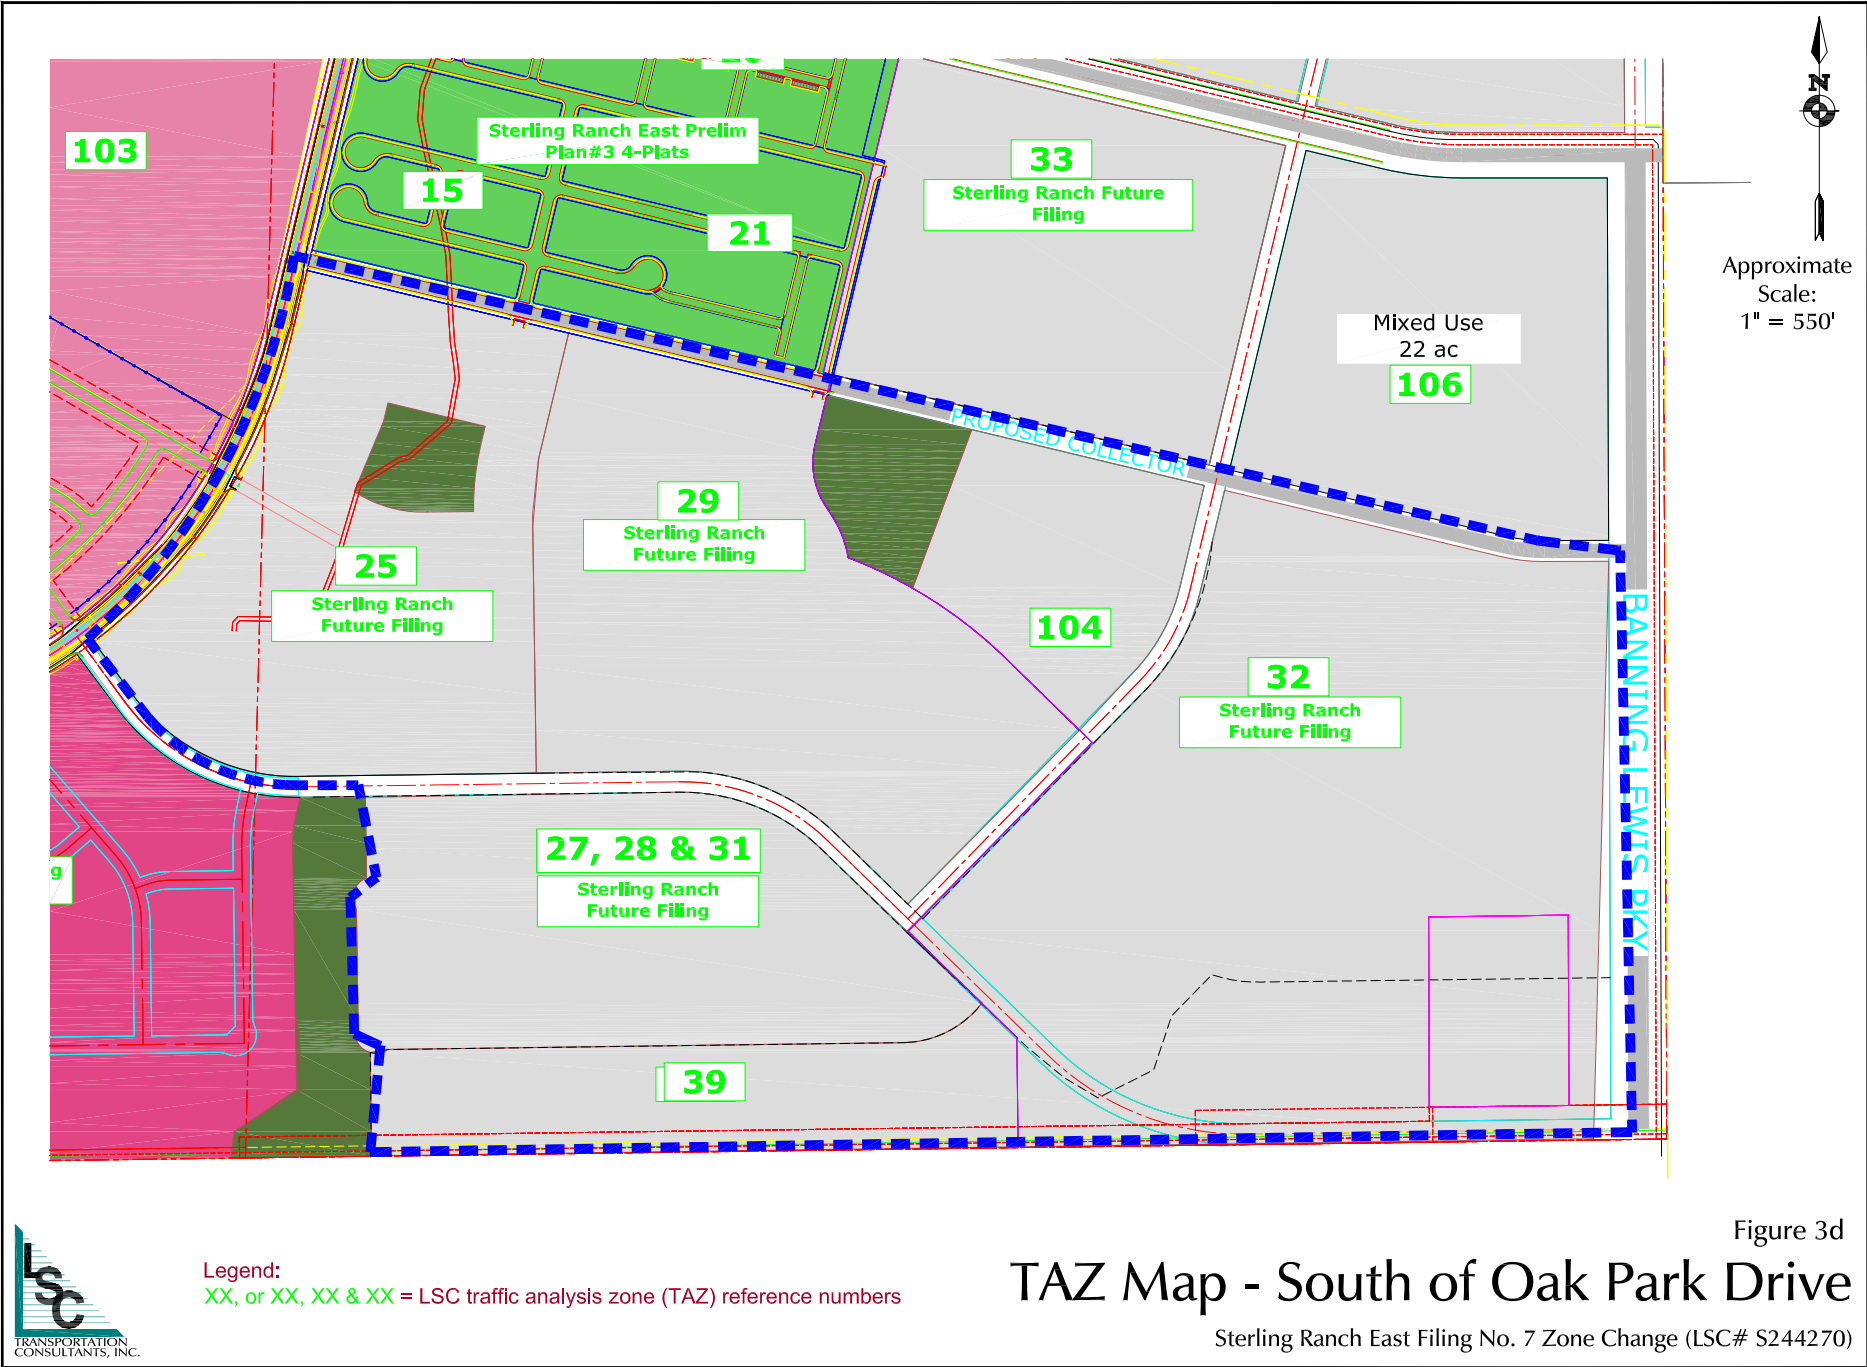 103
Sterling Ranch East Prelim
Plan#3 4-Plats
15
21
33
Sterling Ranch Future
Filing
N
Approximate
Scale:
1" = 550'
Mixed Use
22 ac
106
PROPOSED COLLECTOR
29
Sterling Ranch
Future Filing
25
Sterling Ranch
Future Filing
104
32
Sterling Ranch
Future Filing
BANNING LEWIS PKY
27, 28 & 31
Sterling Ranch
Future Filing
g
39
Figure 3d
TAZ Map - South of Oak Park Drive
Sterling Ranch East Filing No. 7 Zone Change (LSC# S244270)
Legend:
XX, or XX, XX & XX = LSC traffic analysis zone (TAZ) reference numbers
LSC
TRANSPORTATION
CONSULTANTS, INC.